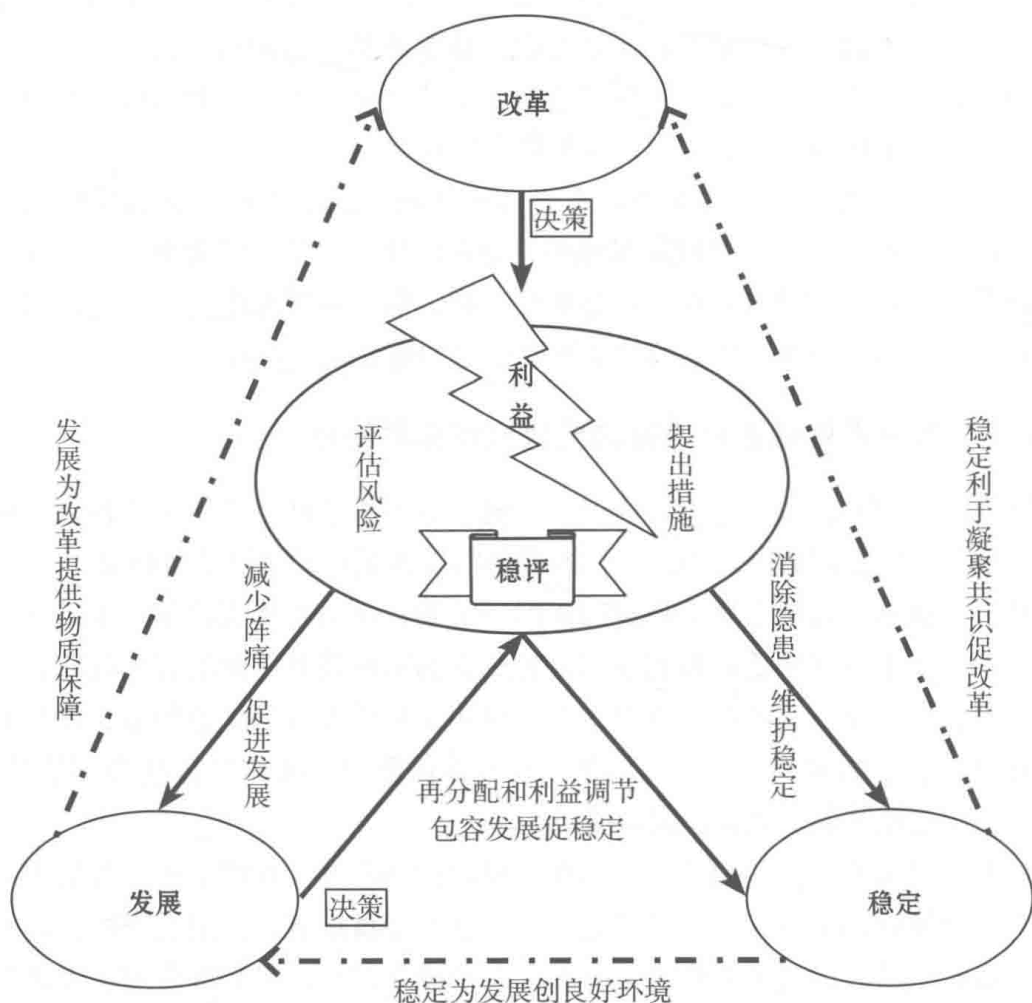 改革
决策
利
益
评估风险
提出措施
稳评
发展为改革提供物质保障
减少阵痛 促进发展
消除隐患 维护稳定
稳定利于凝聚共识促改革
再分配和利益调节
包容发展促稳定
发展
决策
稳定
稳定为发展创良好环境